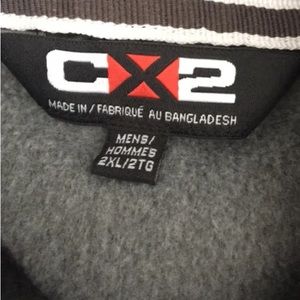 CX2
MADE IN / FABRIQUÉ AU BANGLADESH
MENS/
HOMMES
2XL/2TG